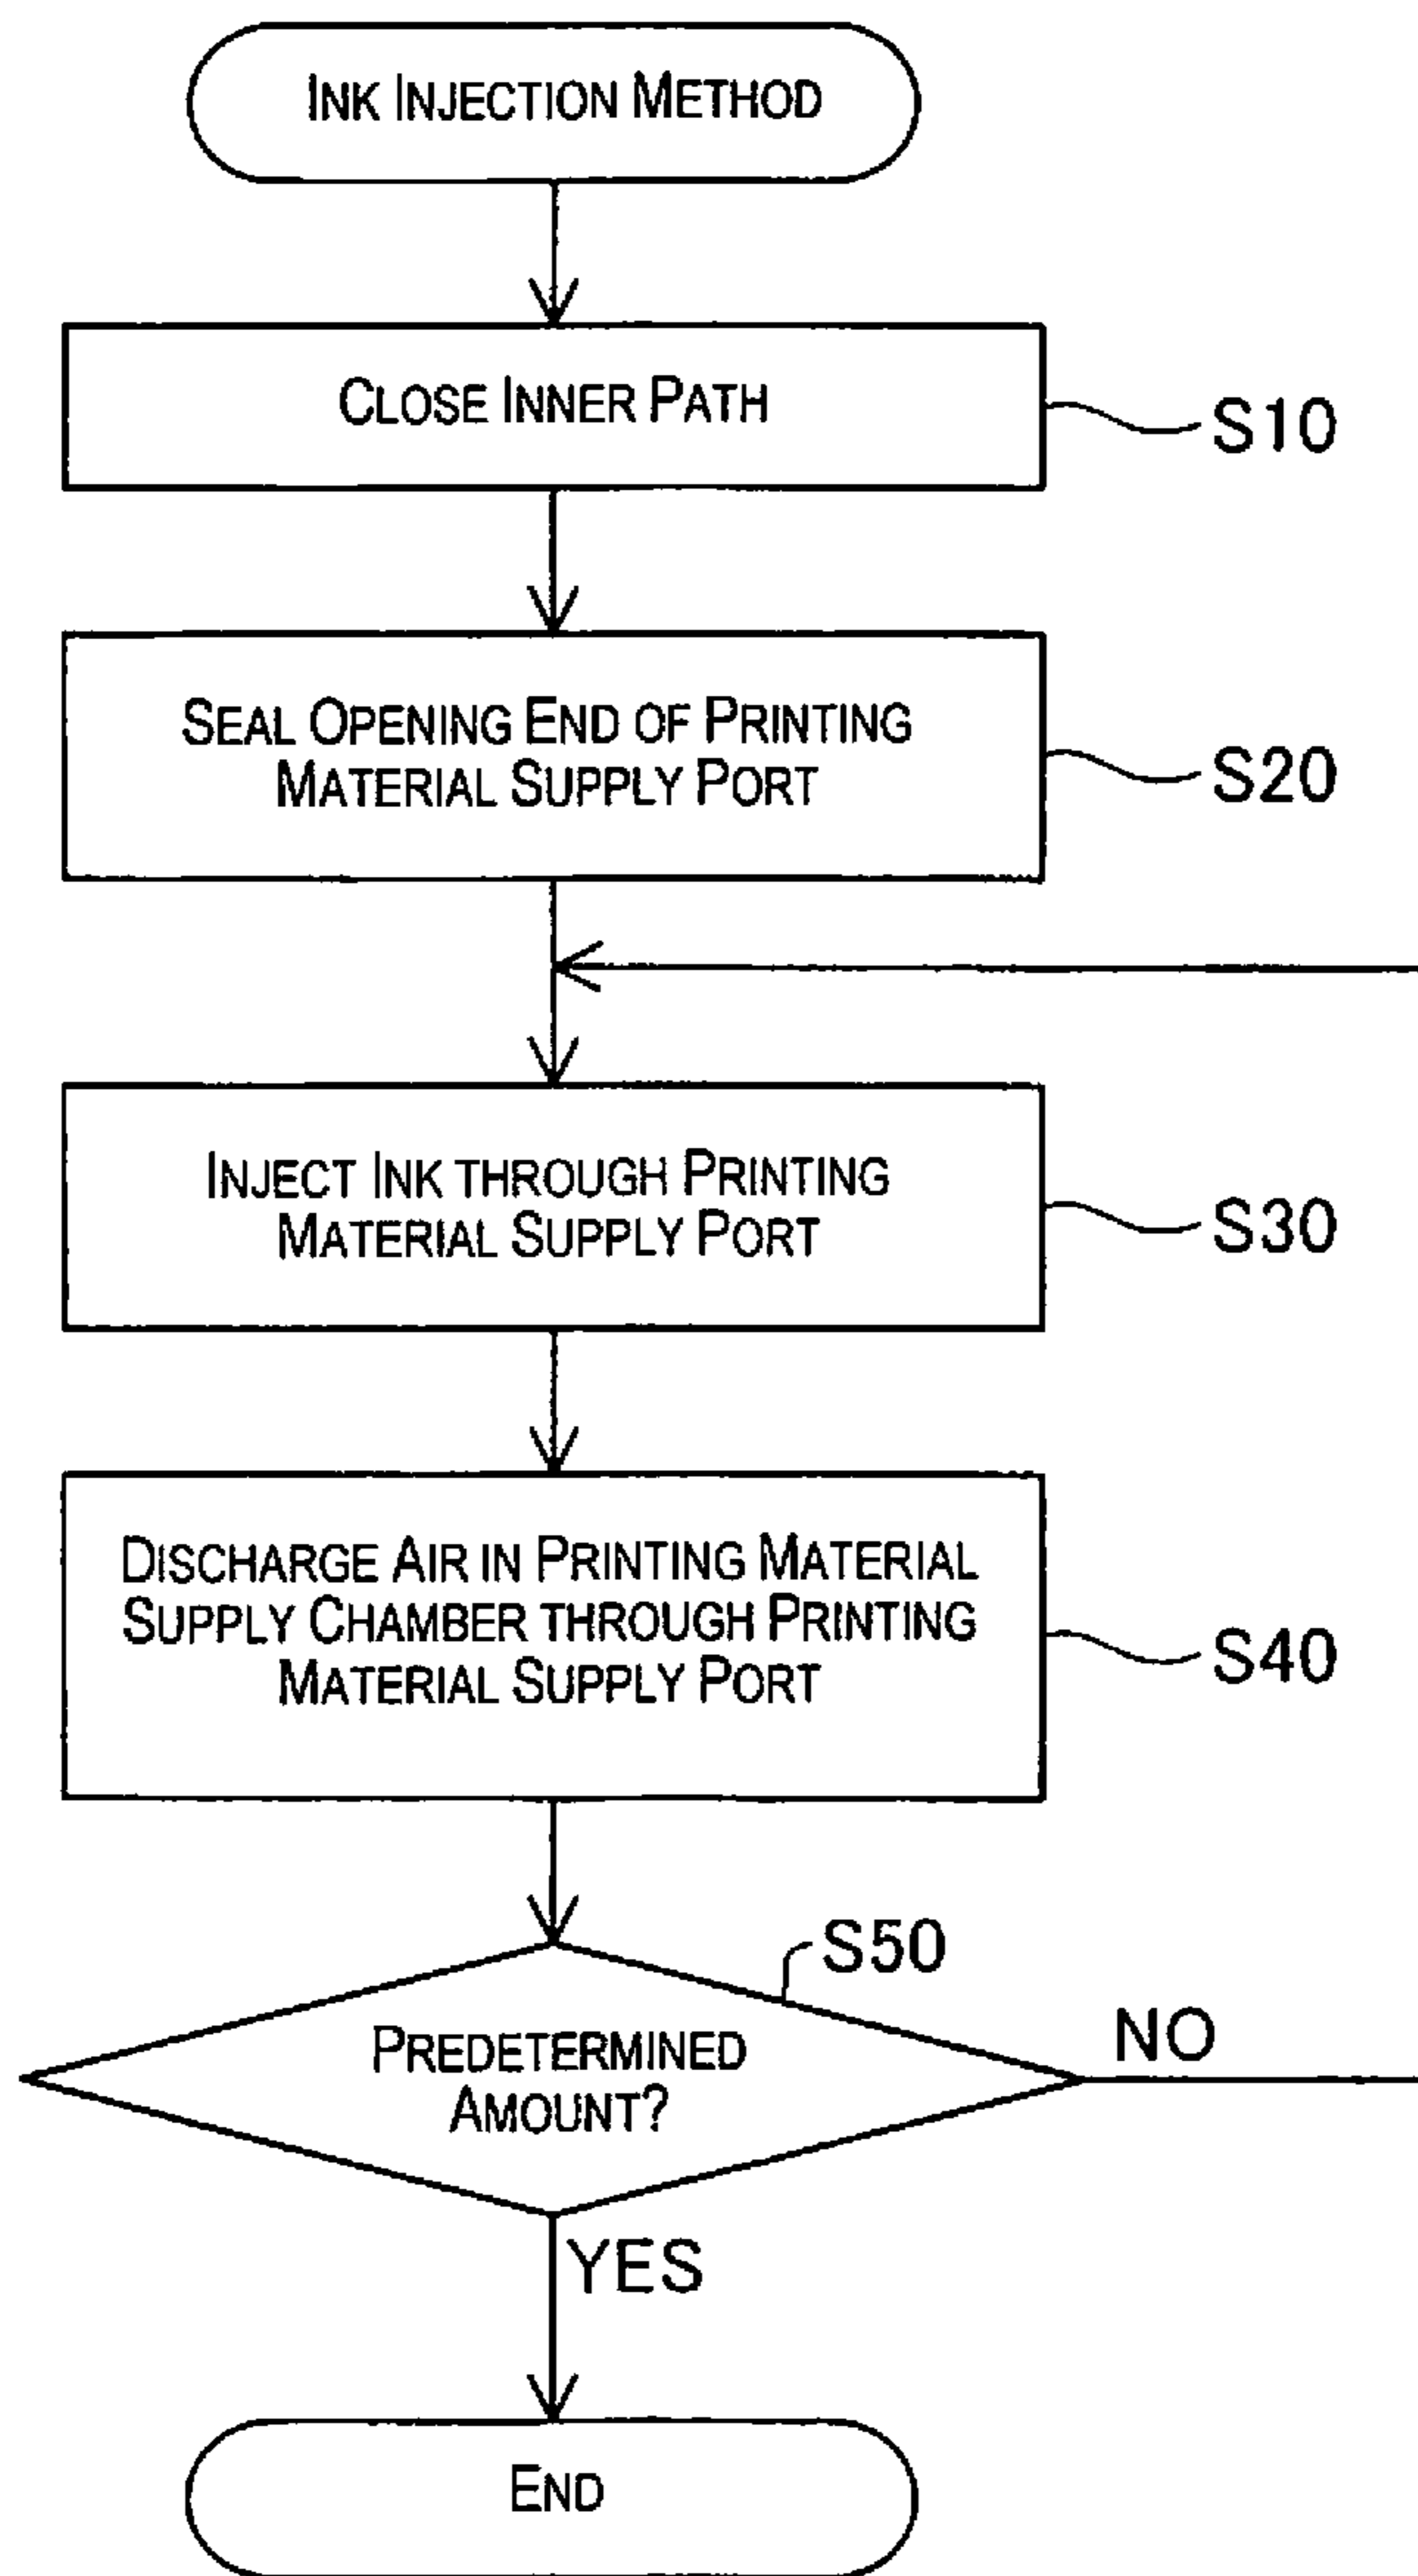 INK INJECTION METHOD
CLOSE INNER PATH
S10
SEAL OPENING END OF PRINTING
MATERIAL SUPPLY PORT
S20
INJECT INK THROUGH PRINTING
MATERIAL SUPPLY PORT
S30
DISCHARGE AIR IN PRINTING MATERIAL
SUPPLY CHAMBER THROUGH PRINTING
MATERIAL SUPPLY PORT
S40
S50
PREDETERMINED
AMOUNT?
NO
YES
END